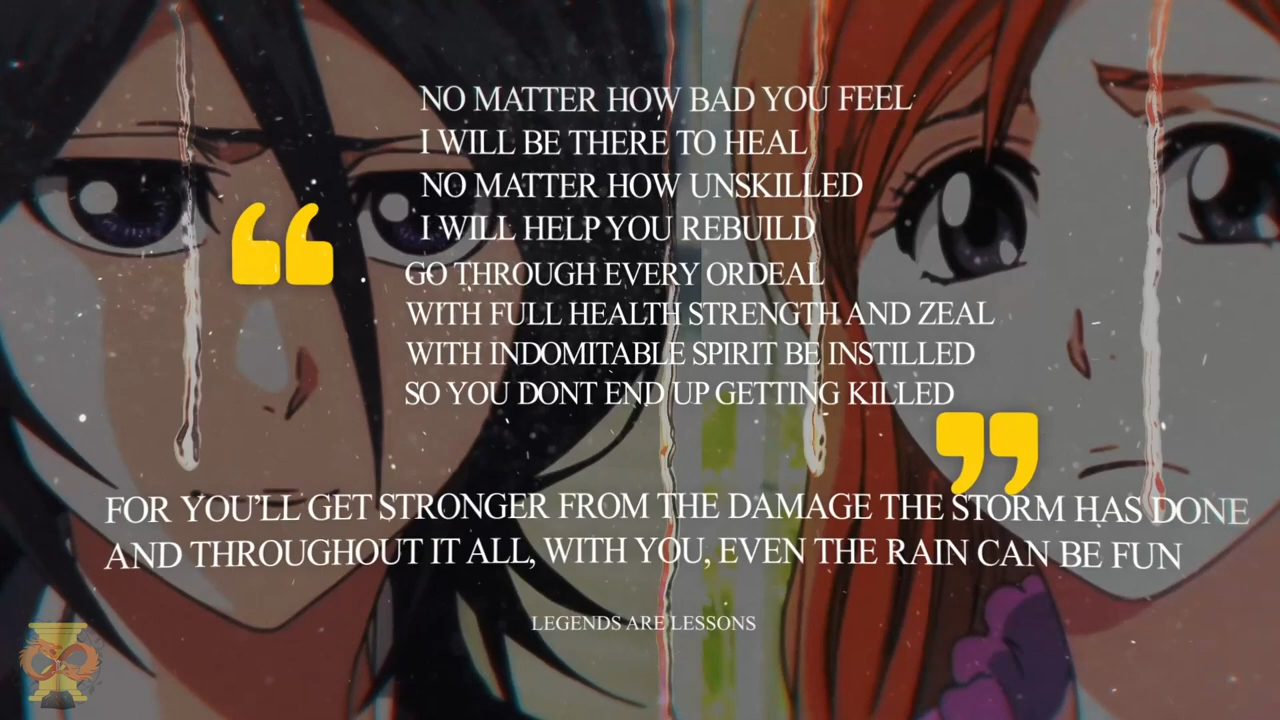 NO MATTER HOW BAD YOU FEEL
I WILL BE THERE TO HEAL
NO MATTER HOW UNSKILLED
I WILL HELP YOU REBUILD
GO THROUGH EVERY ORDEAL
WITH FULL HEALTH STRENGTH AND ZEAL
WITH INDOMITABLE SPIRIT BE INSTILLED
SO YOU DONT END UP GETTING KILLED
FOR YOU'LL GET STRONGER FROM THE DAMAGE THE STORM HAS DONE
AND THROUGHOUT IT ALL, WITH YOU, EVEN THE RAIN CAN BE FUN
LEGENDS ARE LESSONS